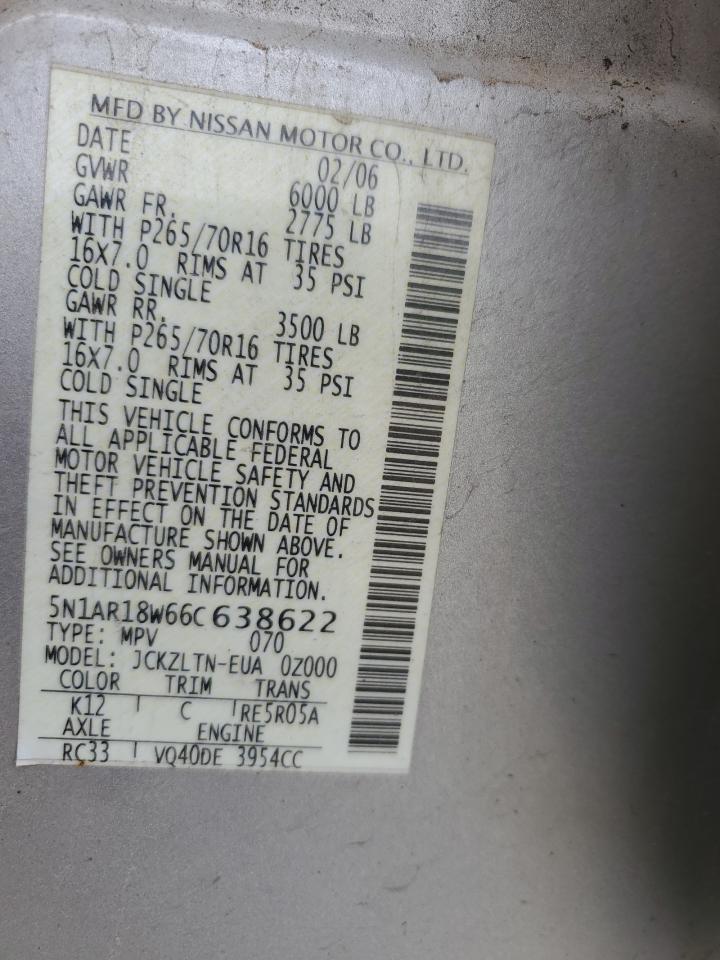 MFD BY NISSAN MOTOR CO., LTD.
DATE 02/06
GVWR 6000 LB
GAWR FR. 2775 LB
WITH P265/70R16 TIRES
16X7.0 RIMS AT 35 PSI
COLD SINGLE
GAWR RR. 3500 LB
WITH P265/70R16 TIRES
16X7.0 RIMS AT 35 PSI
COLD SINGLE
THIS VEHICLE CONFORMS TO
ALL APPLICABLE FEDERAL
MOTOR VEHICLE SAFETY AND
THEFT PREVENTION STANDARDS
IN EFFECT ON THE DATE OF
MANUFACTURE SHOWN ABOVE.
SEE OWNERS MANUAL FOR
ADDITIONAL INFORMATION.
5N1AR18W66C638622
TYPE: MPV 070
MODEL: JCKZLTN-EUA 0Z000
COLOR TRIM TRANS
K12 C RE5R05A
AXLE ENGINE
RC33 VQ40DE 3954CC